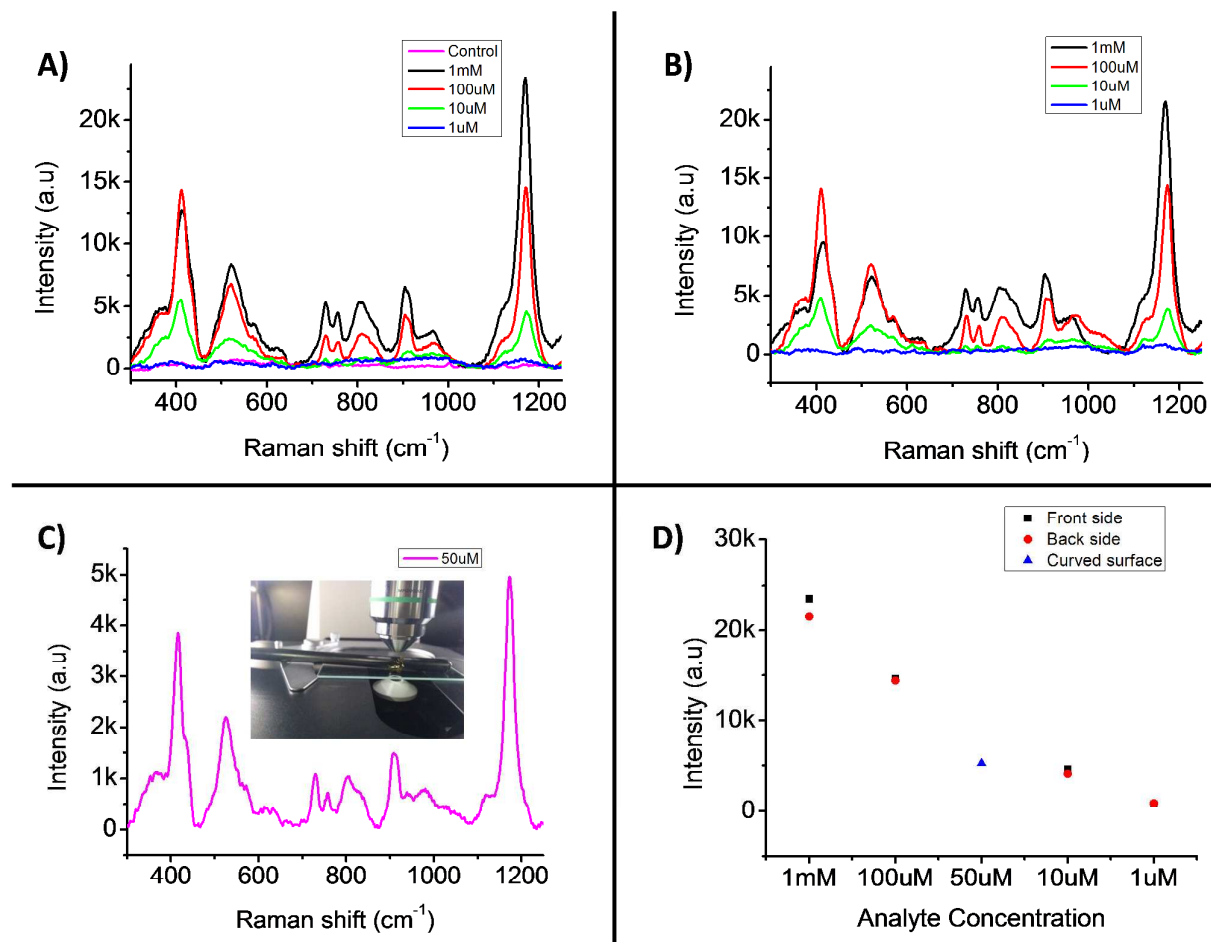 A)
Control
1mM
100uM
10uM
1uM
20k
15k
10k
5k
0
400 600 800 1000 1200
Intensity (a.u)
Raman shift (cm⁻¹)
B)
1mM
100uM
10uM
1uM
20k
15k
10k
5k
0
400 600 800 1000 1200
Intensity (a.u)
Raman shift (cm⁻¹)
C)
50uM
5k
4k
3k
2k
1k
0
400 600 800 1000 1200
Intensity (a.u)
Raman shift (cm⁻¹)
D)
Front side
Back side
Curved surface
30k
20k
10k
0
1mM 100uM 50uM 10uM 1uM
Intensity (a.u)
Analyte Concentration